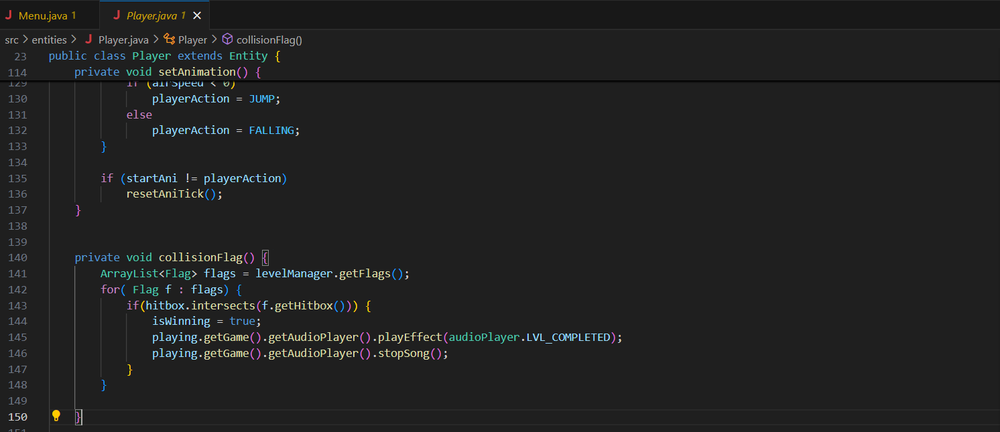 J Menu.java 1 J Player.java 1 ×
src > entities > J Player.java > Player > collisionFlag()
23 public class Player extends Entity {
114 private void setAnimation() {
129 if (airSpeed < 0)
130 playerAction = JUMP;
131 else
132 playerAction = FALLING;
133 }
134
135 if (startAni != playerAction)
136 resetAniTick();
137 }
138
139
140 private void collisionFlag() {
141 ArrayList<Flag> flags = levelManager.getFlags();
142 for( Flag f : flags) {
143 if(hitbox.intersects(f.getHitbox())) {
144 isWinning = true;
145 playing.getGame().getAudioPlayer().playEffect(audioPlayer.LVL_COMPLETED);
146 playing.getGame().getAudioPlayer().stopSong();
147 }
148 }
149
150 }
151